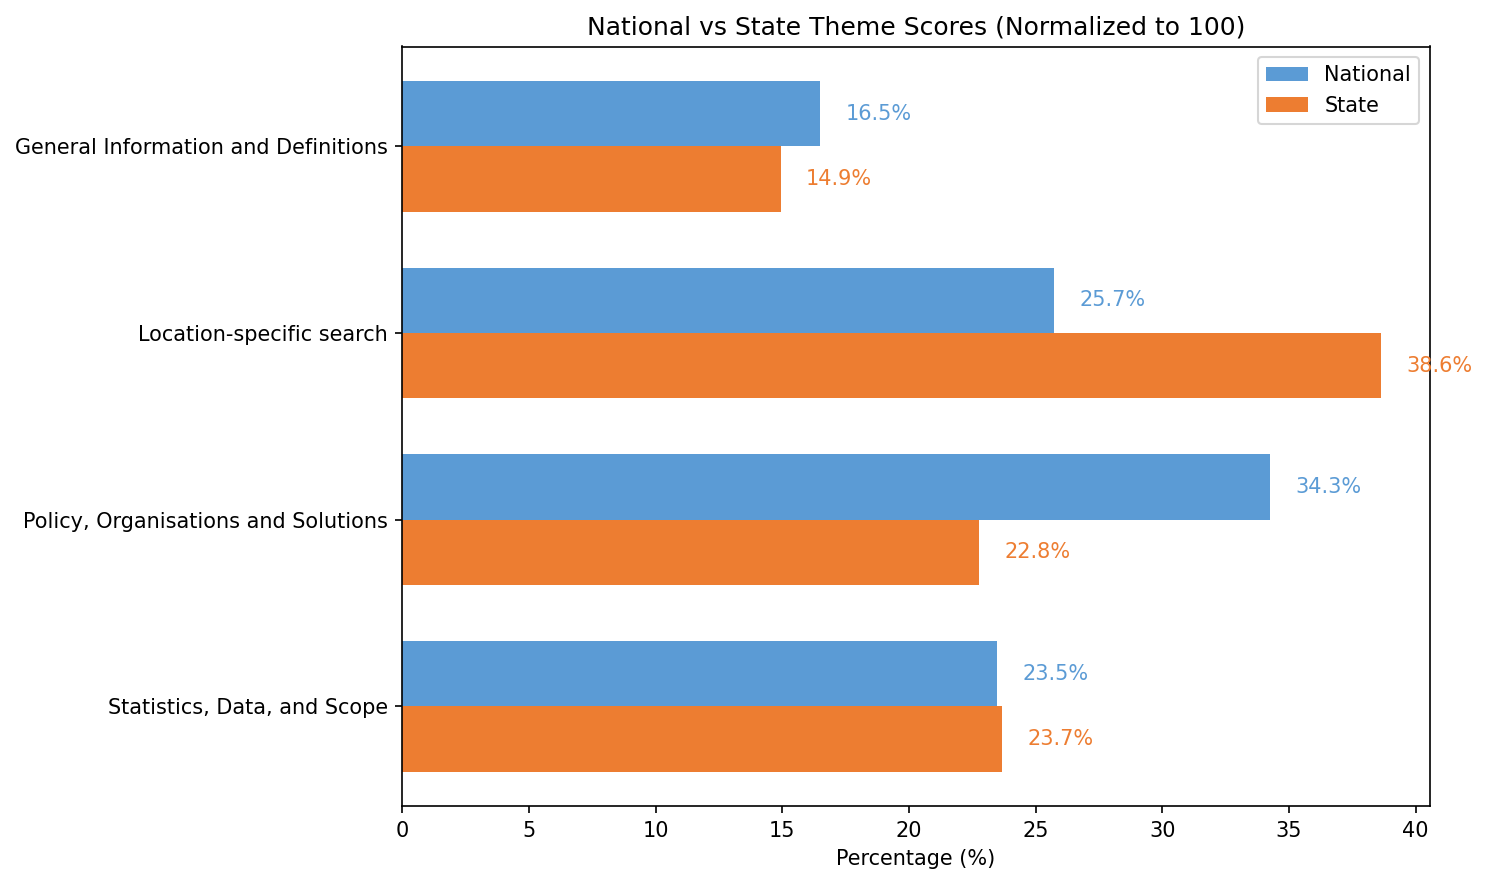 National vs State Theme Scores (Normalized to 100)
National
State
General Information and Definitions
16.5%
14.9%
Location-specific search
25.7%
38.6%
Policy, Organisations and Solutions
34.3%
22.8%
Statistics, Data, and Scope
23.5%
23.7%
0 5 10 15 20 25 30 35 40
Percentage (%)